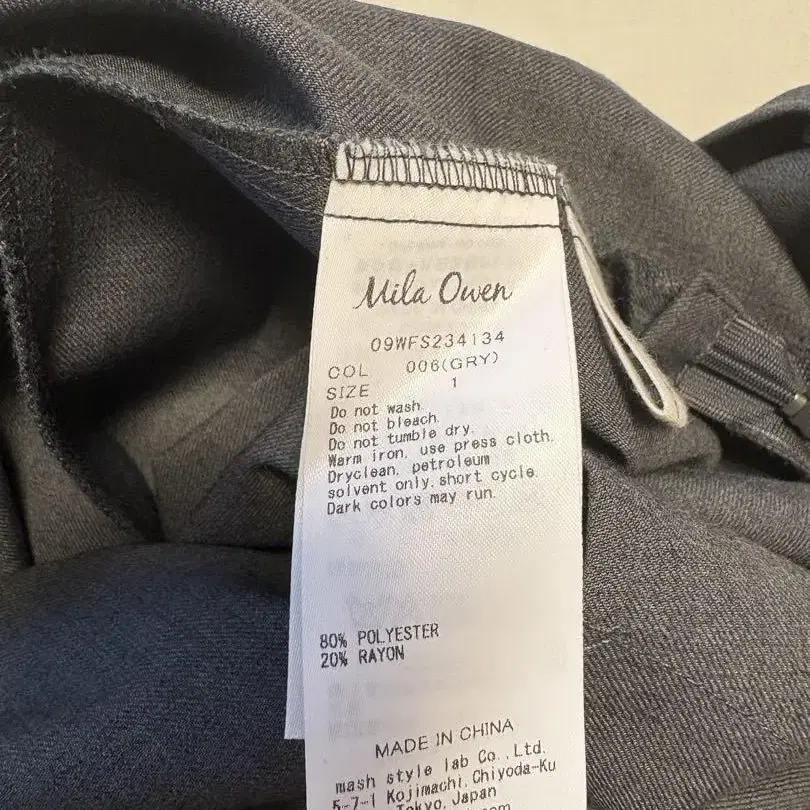 Mila Owen
09WFS234134
COL 006(GRY)
SIZE 1
Do not wash.
Do not bleach.
Do not tumble dry.
Warm iron. use press cloth.
Dryclean. petroleum
solvent only. short cycle.
Dark colors may run.
80% POLYESTER
20% RAYON
MADE IN CHINA
mash style lab Co., Ltd.
5-7-1 Kojimachi, Chiyoda-Ku
Tokyo, Japan